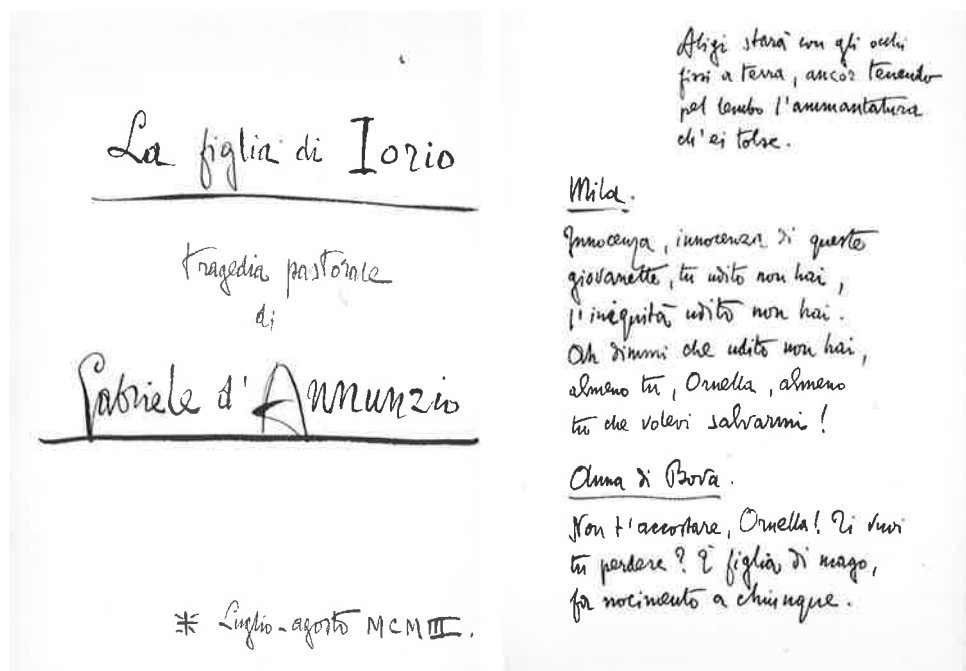 La figlia di Iorio
tragedia pastorale
di
Gabriele d'Annunzio
* Luglio-agosto MCMIII.
Aligi starà con gli occhi
fissi a terra, ancòr tenendo
pel lembo l'ammantatura
ch'ei tolse.
Mila.
Innocenza, innocenza di queste
giovanette, tu udito non hai,
l'inequità udito non hai.
Oh dimmi che udito non hai,
almeno tu, Ornella, almeno
tu che volevi salvarmi!
Anna di Bova.
Non t'accostare, Ornella! Ti vuoi
tu perdere? È figlia di mago,
fa nocimento a chiunque.